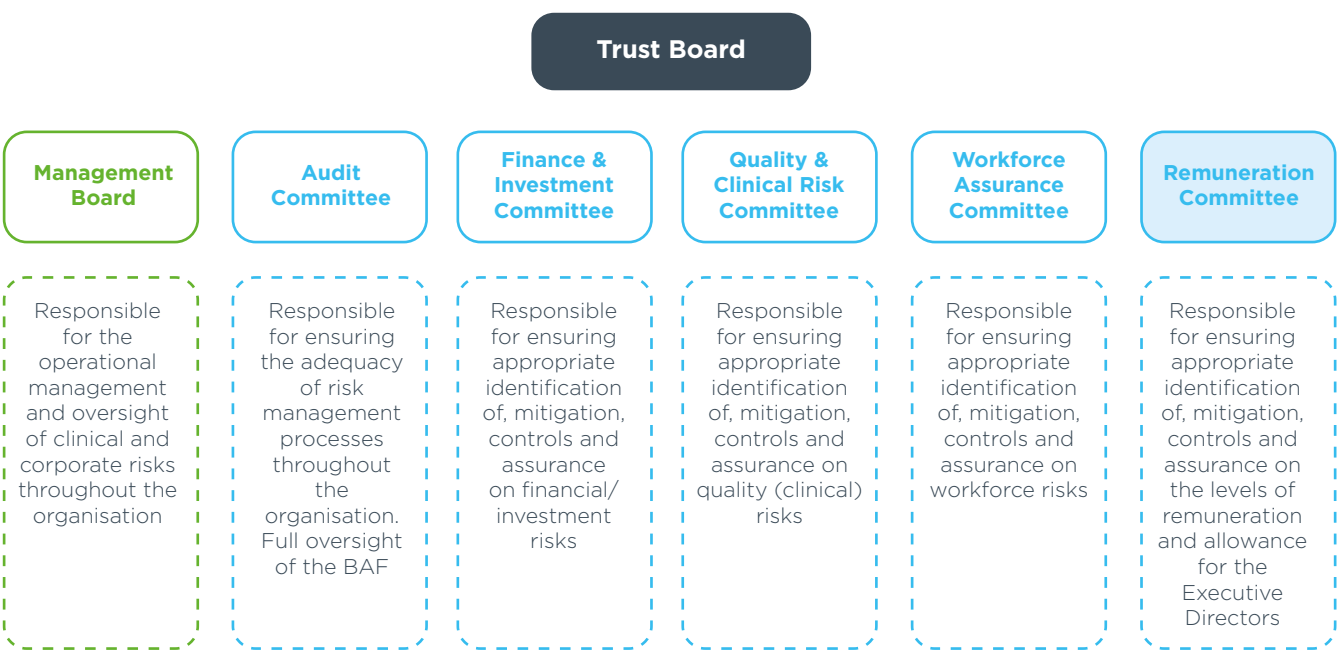 Trust Board
Management
Board
Audit
Committee
Finance &
Investment
Committee
Quality &
Clinical Risk
Committee
Workforce
Assurance
Committee
Remuneration
Committee
Responsible
for the
operational
management
and oversight
of clinical and
corporate risks
throughout the
organisation
Responsible
for ensuring
the adequacy
of risk
management
processes
throughout
the
organisation.
Full oversight
of the BAF
Responsible
for ensuring
appropriate
identification
of, mitigation,
controls and
assurance
on financial/
investment
risks
Responsible
for ensuring
appropriate
identification
of, mitigation,
controls and
assurance on
quality (clinical)
risks
Responsible
for ensuring
appropriate
identification
of, mitigation,
controls and
assurance on
workforce risks
Responsible
for ensuring
appropriate
identification
of, mitigation,
controls and
assurance on
the levels of
remuneration
and allowance
for the
Executive
Directors